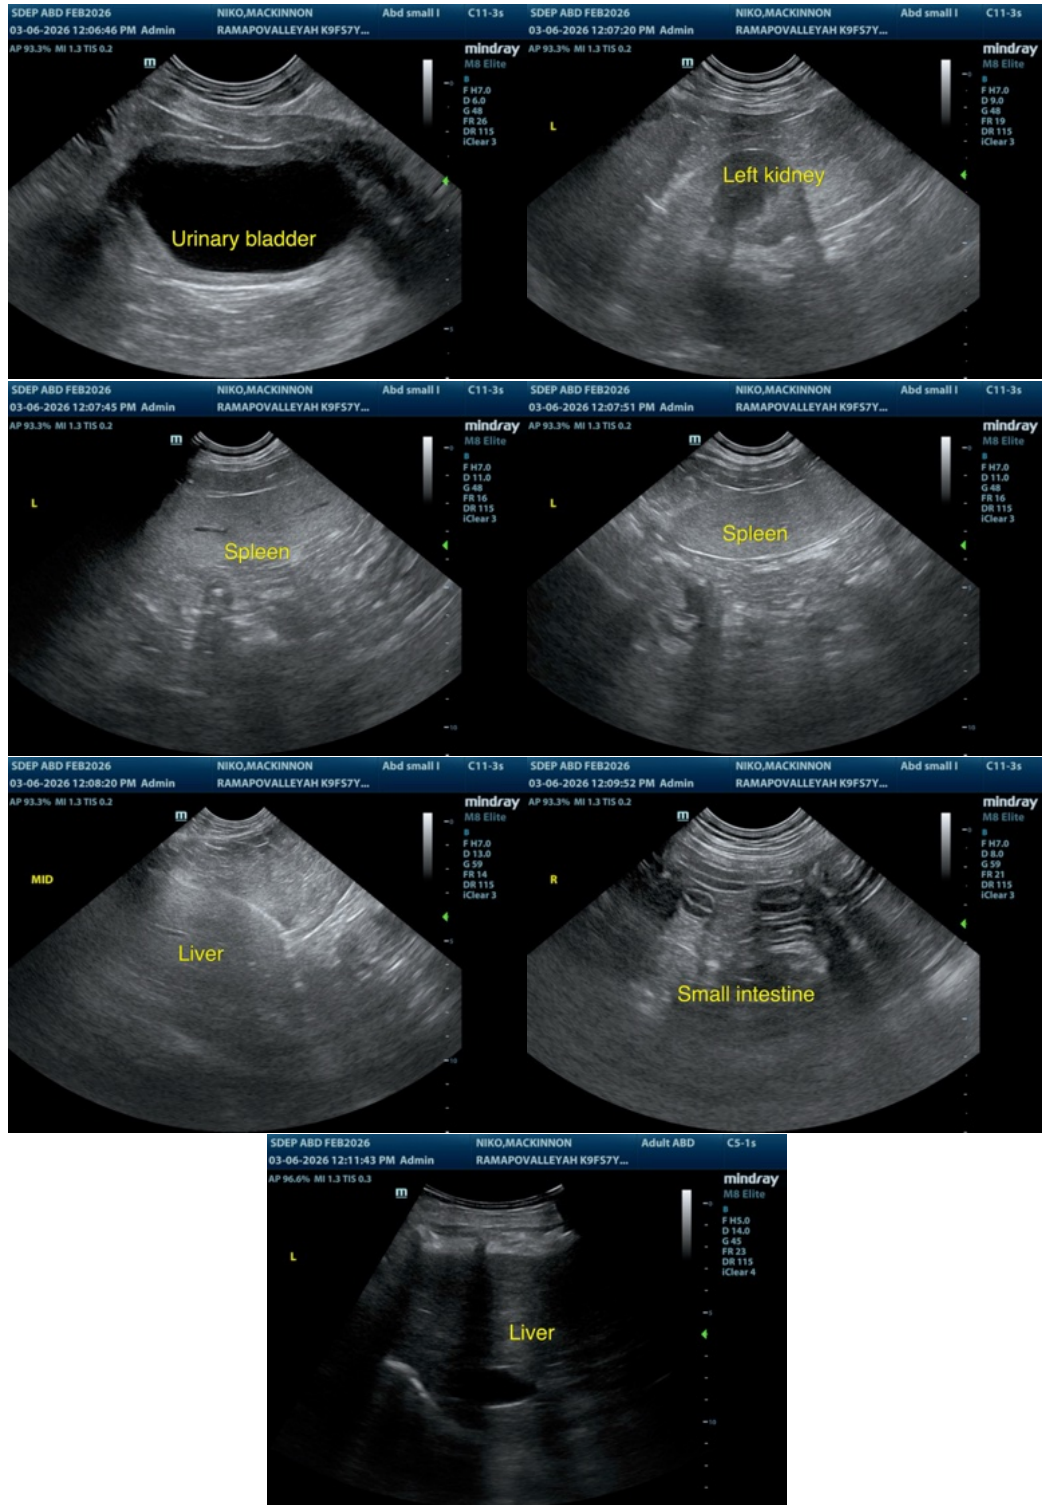 SDEP ABD FEB2026 NIKO,MACKINNON Abd small I C11-3s
03-06-2026 12:06:46 PM Admin RAMAPOVALLEYAH K9FS7Y...
AP 93.3% MI 1.3 TIS 0.2
mindray
M8 Elite
B
F H7.0
D 6.0
G 48
FR 26
DR 115
iClear 3
Urinary bladder
SDEP ABD FEB2026 NIKO,MACKINNON Abd small I C11-3s
03-06-2026 12:07:20 PM Admin RAMAPOVALLEYAH K9FS7Y...
AP 93.3% MI 1.3 TIS 0.2
mindray
M8 Elite
B
F H7.0
D 9.0
G 48
FR 19
DR 115
iClear 3
L
Left kidney
SDEP ABD FEB2026 NIKO,MACKINNON Abd small I C11-3s
03-06-2026 12:07:45 PM Admin RAMAPOVALLEYAH K9FS7Y...
AP 93.3% MI 1.3 TIS 0.2
mindray
M8 Elite
B
F H7.0
D 11.0
G 48
FR 16
DR 115
iClear 3
L
Spleen
10
SDEP ABD FEB2026 NIKO,MACKINNON Abd small I C11-3s
03-06-2026 12:07:51 PM Admin RAMAPOVALLEYAH K9FS7Y...
AP 93.3% MI 1.3 TIS 0.2
mindray
M8 Elite
B
F H7.0
D 11.0
G 48
FR 16
DR 115
iClear 3
L
Spleen
10
SDEP ABD FEB2026 NIKO,MACKINNON Abd small I C11-3s
03-06-2026 12:08:20 PM Admin RAMAPOVALLEYAH K9FS7Y...
AP 93.3% MI 1.3 TIS 0.2
mindray
M8 Elite
B
F H7.0
D 13.0
G 59
FR 14
DR 115
iClear 3
MID
Liver
10
SDEP ABD FEB2026 NIKO,MACKINNON Abd small I C11-3s
03-06-2026 12:09:52 PM Admin RAMAPOVALLEYAH K9FS7Y...
AP 93.3% MI 1.3 TIS 0.2
mindray
M8 Elite
B
F H7.0
D 8.0
G 59
FR 21
DR 115
iClear 3
R
Small intestine
SDEP ABD FEB2026 NIKO,MACKINNON Adult ABD C5-1s
03-06-2026 12:11:43 PM Admin RAMAPOVALLEYAH K9FS7Y...
AP 96.6% MI 1.3 TIS 0.3
mindray
M8 Elite
B
F H5.0
D 14.0
G 45
FR 23
DR 115
iClear 4
L
Liver
10